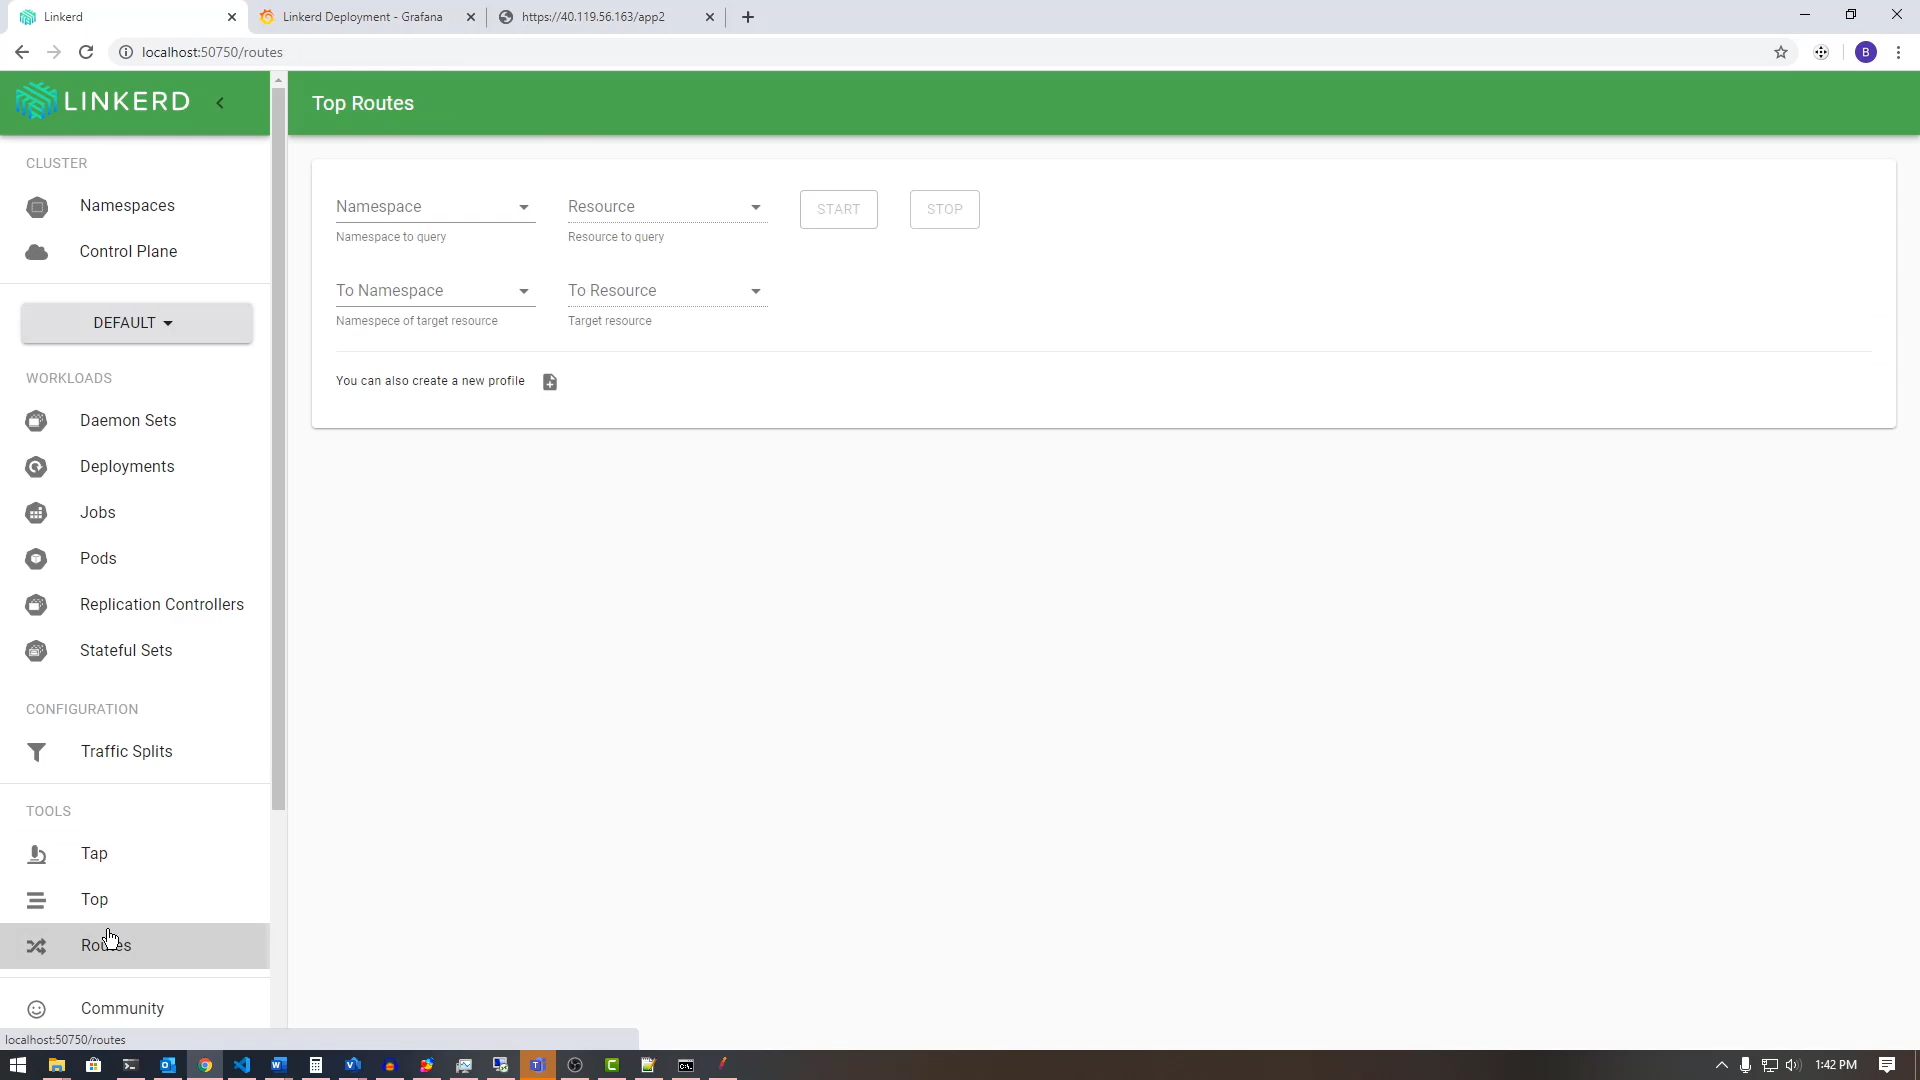 Linkerd
Linkerd Deployment - Grafana
https://40.119.56.163/app2
localhost:50750/routes
B
LINKERD
Top Routes
CLUSTER
Namespaces
Control Plane
DEFAULT
WORKLOADS
Daemon Sets
Deployments
Jobs
Pods
Replication Controllers
Stateful Sets
CONFIGURATION
Traffic Splits
TOOLS
Tap
Top
Routes
Community
Namespace
Namespace to query
Resource
Resource to query
START
STOP
To Namespace
Namespece of target resource
To Resource
Target resource
You can also create a new profile
localhost:50750/routes
1:42 PM